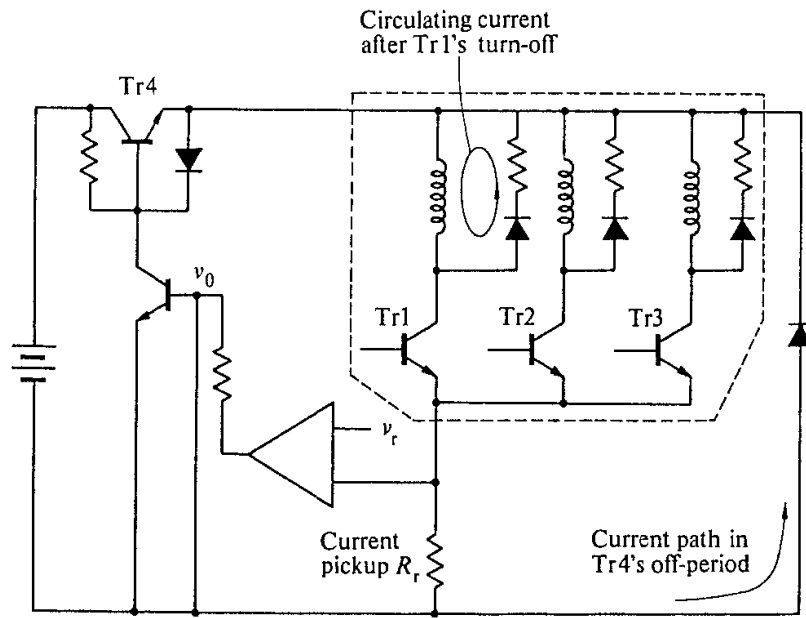 Circulating current
after Tr1's turn-off
Tr4
v0
Tr1
Tr2
Tr3
vr
Current
pickup Rr
Current path in
Tr4's off-period